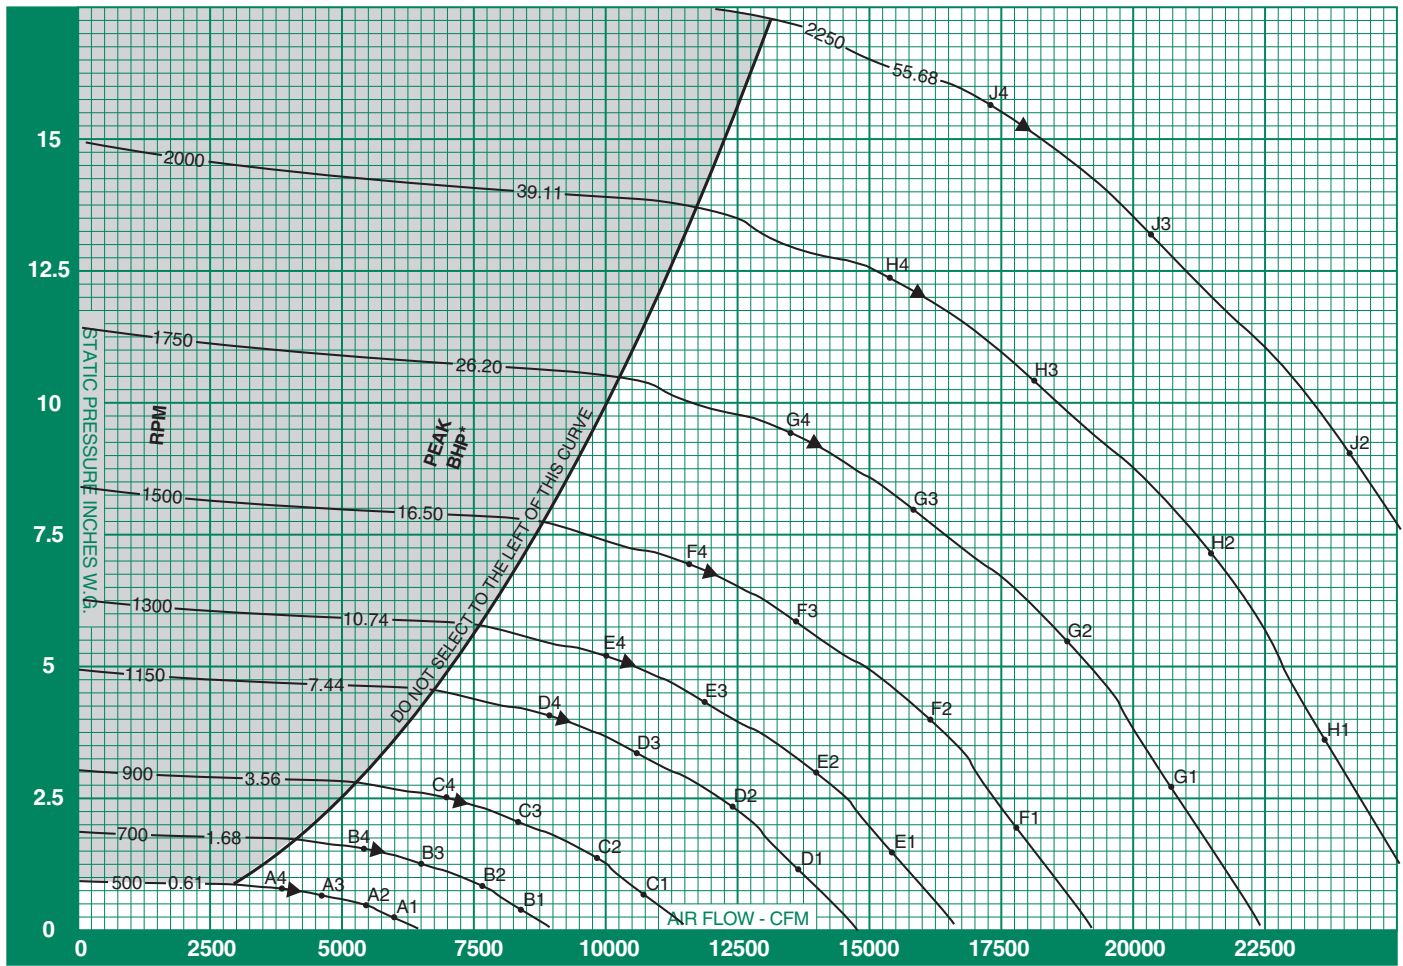 2250
55.68
J4
15
2000
39.11
J3
12.5
H4
1750
26.20
H3
STATIC PRESSURE INCHES W.G.
RPM
PEAK
BHP*
DO NOT SELECT TO THE LEFT OF THIS CURVE
10
G4
J2
1500
16.50
G3
7.5
F4
H2
1300
10.74
F3
E4
G2
5
1150
7.44
E3
D4
F2
D3
H1
900
3.56
E2
2.5
C4
G1
D2
C3
F1
700
1.68
B4
E1
B3
C2
D1
500
0.61
A4
A3
B2
C1
A2
B1
A1
AIR FLOW - CFM
0
0 2500 5000 7500 10000 12500 15000 17500 20000 22500